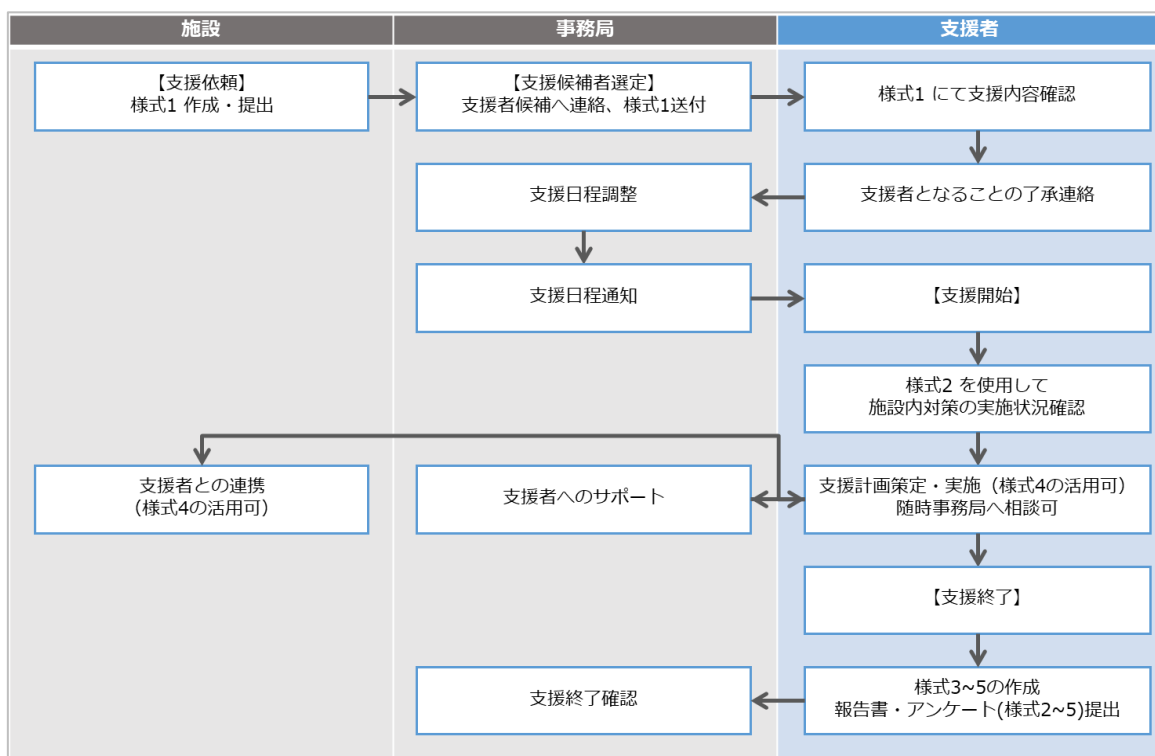 施設
事務局
支援者
【支援依頼】
様式1 作成・提出
【支援候補者選定】
支援者候補へ連絡、様式1送付
様式1 にて支援内容確認
支援日程調整
支援者となることの了承連絡
支援日程通知
【支援開始】
様式2 を使用して
施設内対策の実施状況確認
支援者との連携
(様式4の活用可)
支援者へのサポート
支援計画策定・実施（様式4の活用可）
随時事務局へ相談可
【支援終了】
支援終了確認
様式3~5の作成
報告書・アンケート(様式2~5)提出